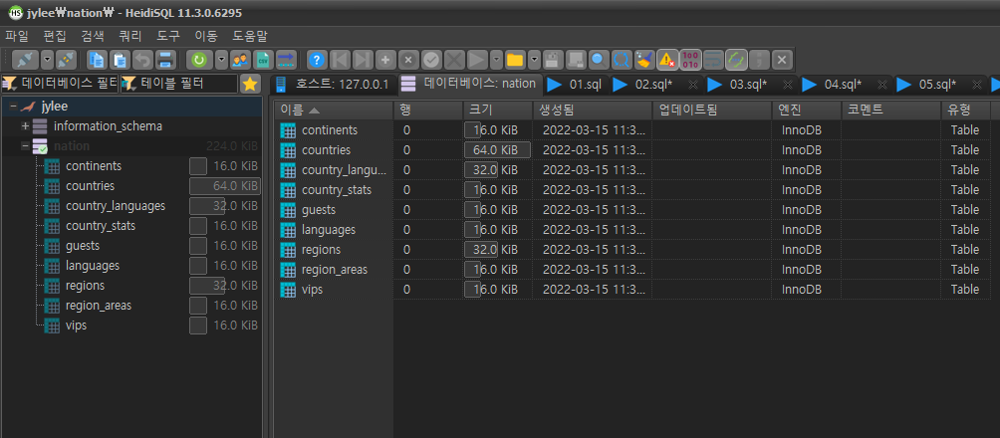 HS jylee₩nation₩ - HeidiSQL 11.3.0.6295
파일 편집 검색 쿼리 도구 이동 도움말
데이터베이스 필터 테이블 필터 호스트: 127.0.0.1 데이터베이스: nation 01.sql 02.sql* 03.sql* 04.sql* 05.sql*
jylee
information_schema
nation 224.0 KiB
continents 16.0 KiB
countries 64.0 KiB
country_languages 32.0 KiB
country_stats 16.0 KiB
guests 16.0 KiB
languages 16.0 KiB
regions 32.0 KiB
region_areas 16.0 KiB
vips 16.0 KiB
이름 행 크기 생성됨 업데이트됨 엔진 코멘트 유형
continents 0 16.0 KiB 2022-03-15 11:3... InnoDB Table
countries 0 64.0 KiB 2022-03-15 11:3... InnoDB Table
country_langu... 0 32.0 KiB 2022-03-15 11:3... InnoDB Table
country_stats 0 16.0 KiB 2022-03-15 11:3... InnoDB Table
guests 0 16.0 KiB 2022-03-15 11:3... InnoDB Table
languages 0 16.0 KiB 2022-03-15 11:3... InnoDB Table
regions 0 32.0 KiB 2022-03-15 11:3... InnoDB Table
region_areas 0 16.0 KiB 2022-03-15 11:3... InnoDB Table
vips 0 16.0 KiB 2022-03-15 11:3... InnoDB Table